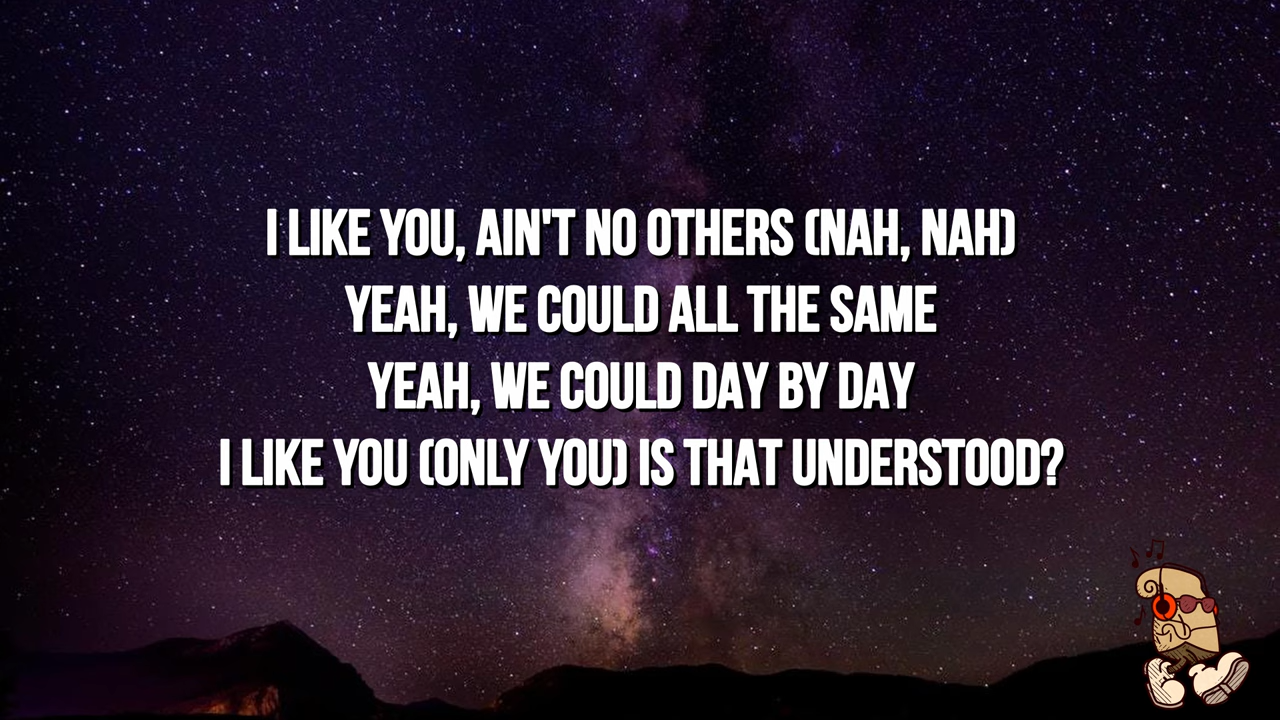 I LIKE YOU, AIN'T NO OTHERS (NAH, NAH)
YEAH, WE COULD ALL THE SAME
YEAH, WE COULD DAY BY DAY
I LIKE YOU (ONLY YOU) IS THAT UNDERSTOOD?